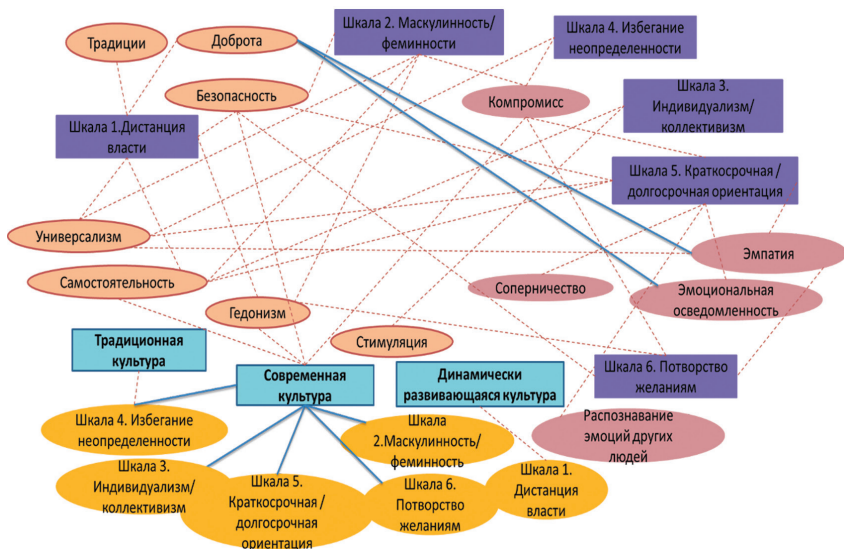 Традиции
Доброта
Шкала 2. Маскулинность/
феминности
Шкала 4. Избегание
неопределенности
Безопасность
Компромисс
Шкала 3.
Индивидуализм/
коллективизм
Шкала 1.Дистанция
власти
Шкала 5. Краткосрочная /
долгосрочная ориентация
Универсализм
Эмпатия
Самостоятельность
Соперничество
Эмоциональная
осведомленность
Гедонизм
Стимуляция
Традиционная
культура
Современная
культура
Динамически
развивающаяся культура
Шкала 6. Потворство
желаниям
Шкала 4. Избегание
неопределенности
Шкала
2.Маскулинность/
феминность
Распознавание
эмоций других
людей
Шкала 3.
Индивидуализм/
коллективизм
Шкала 5.
Краткосрочная /
долгосрочная
ориентация
Шкала 6.
Потворство
желаниям
Шкала 1.
Дистанция
власти